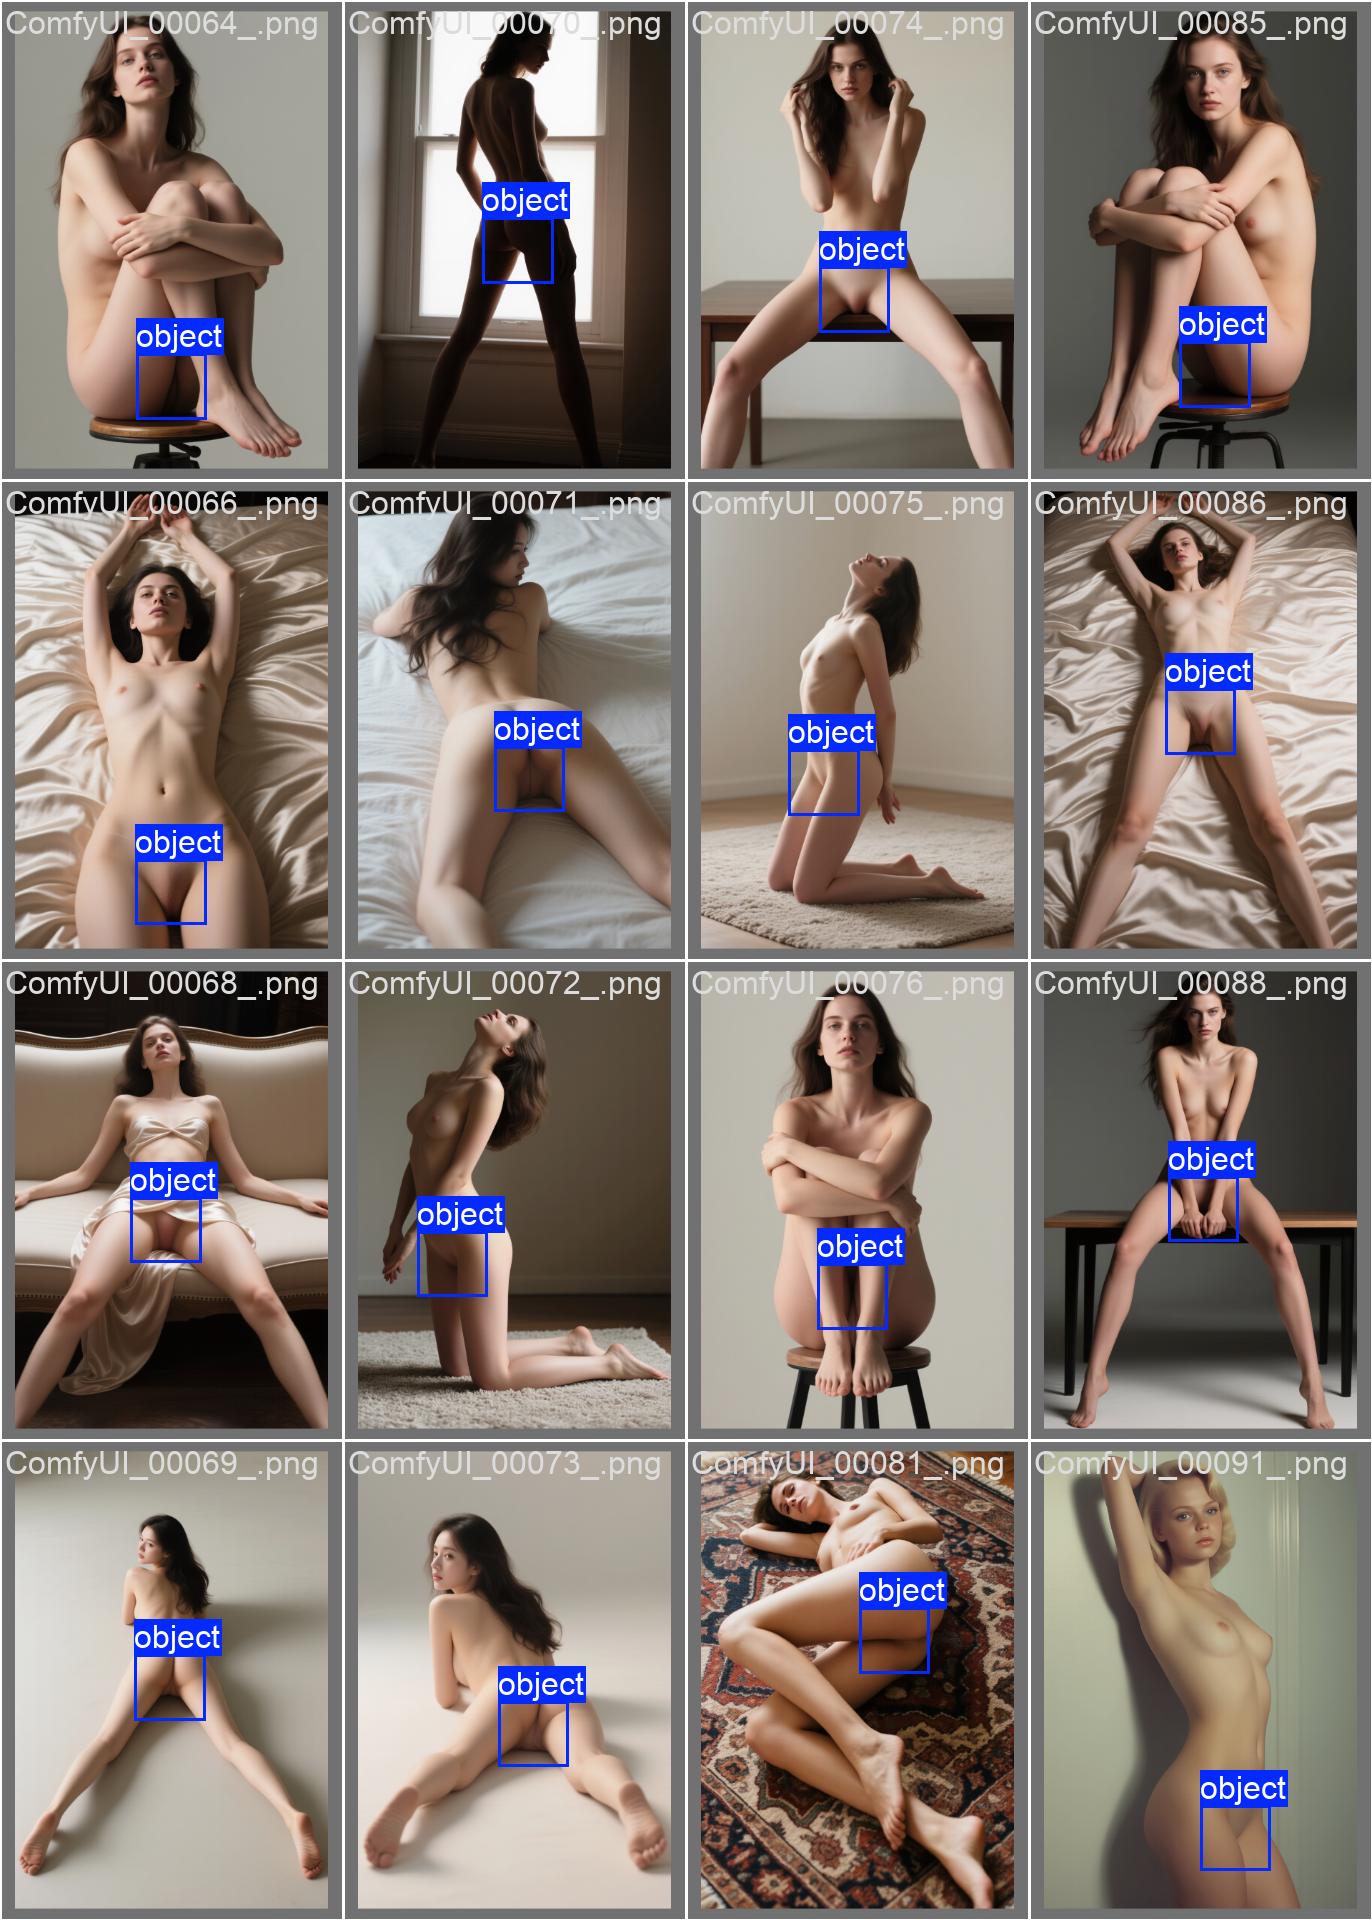 ComfyUI_00064_.png
ComfyUI_00070_.png
ComfyUI_00074_.png
ComfyUI_00085_.png
object
object
object
object
ComfyUI_00066_.png
ComfyUI_00071_.png
ComfyUI_00075_.png
ComfyUI_00086_.png
object
object
object
object
ComfyUI_00068_.png
ComfyUI_00072_.png
ComfyUI_00076_.png
ComfyUI_00088_.png
object
object
object
object
ComfyUI_00069_.png
ComfyUI_00073_.png
ComfyUI_00081_.png
ComfyUI_00091_.png
object
object
object
object